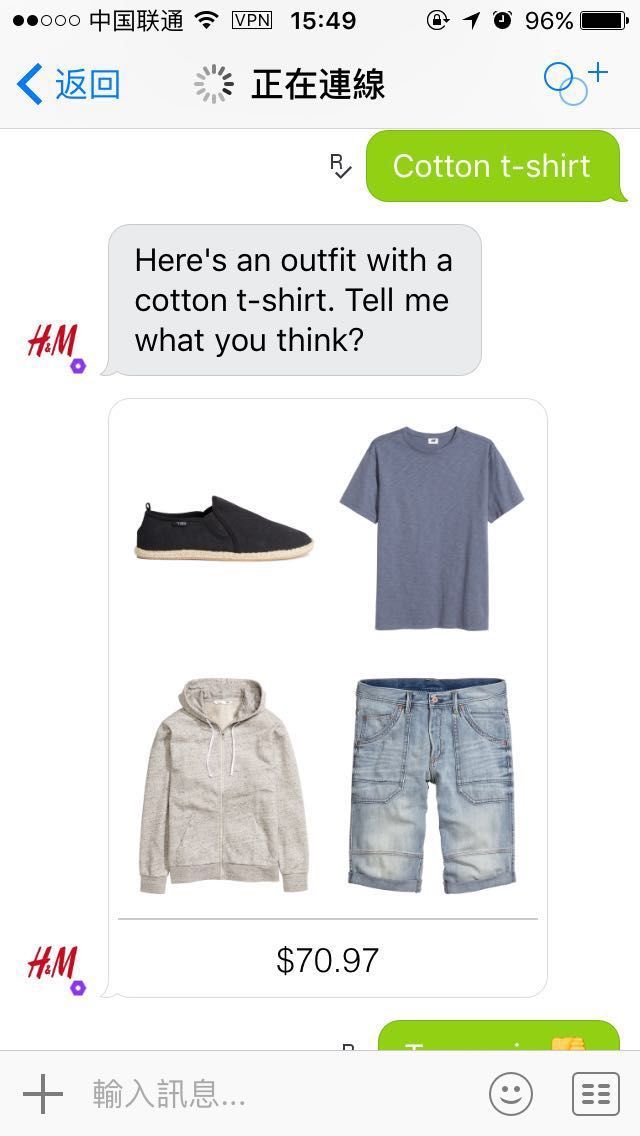 中国联通 VPN 15:49 96%
返回 正在連線
R Cotton t-shirt
Here's an outfit with a
cotton t-shirt. Tell me
what you think?
H&M
$70.97
H&M
輸入訊息...